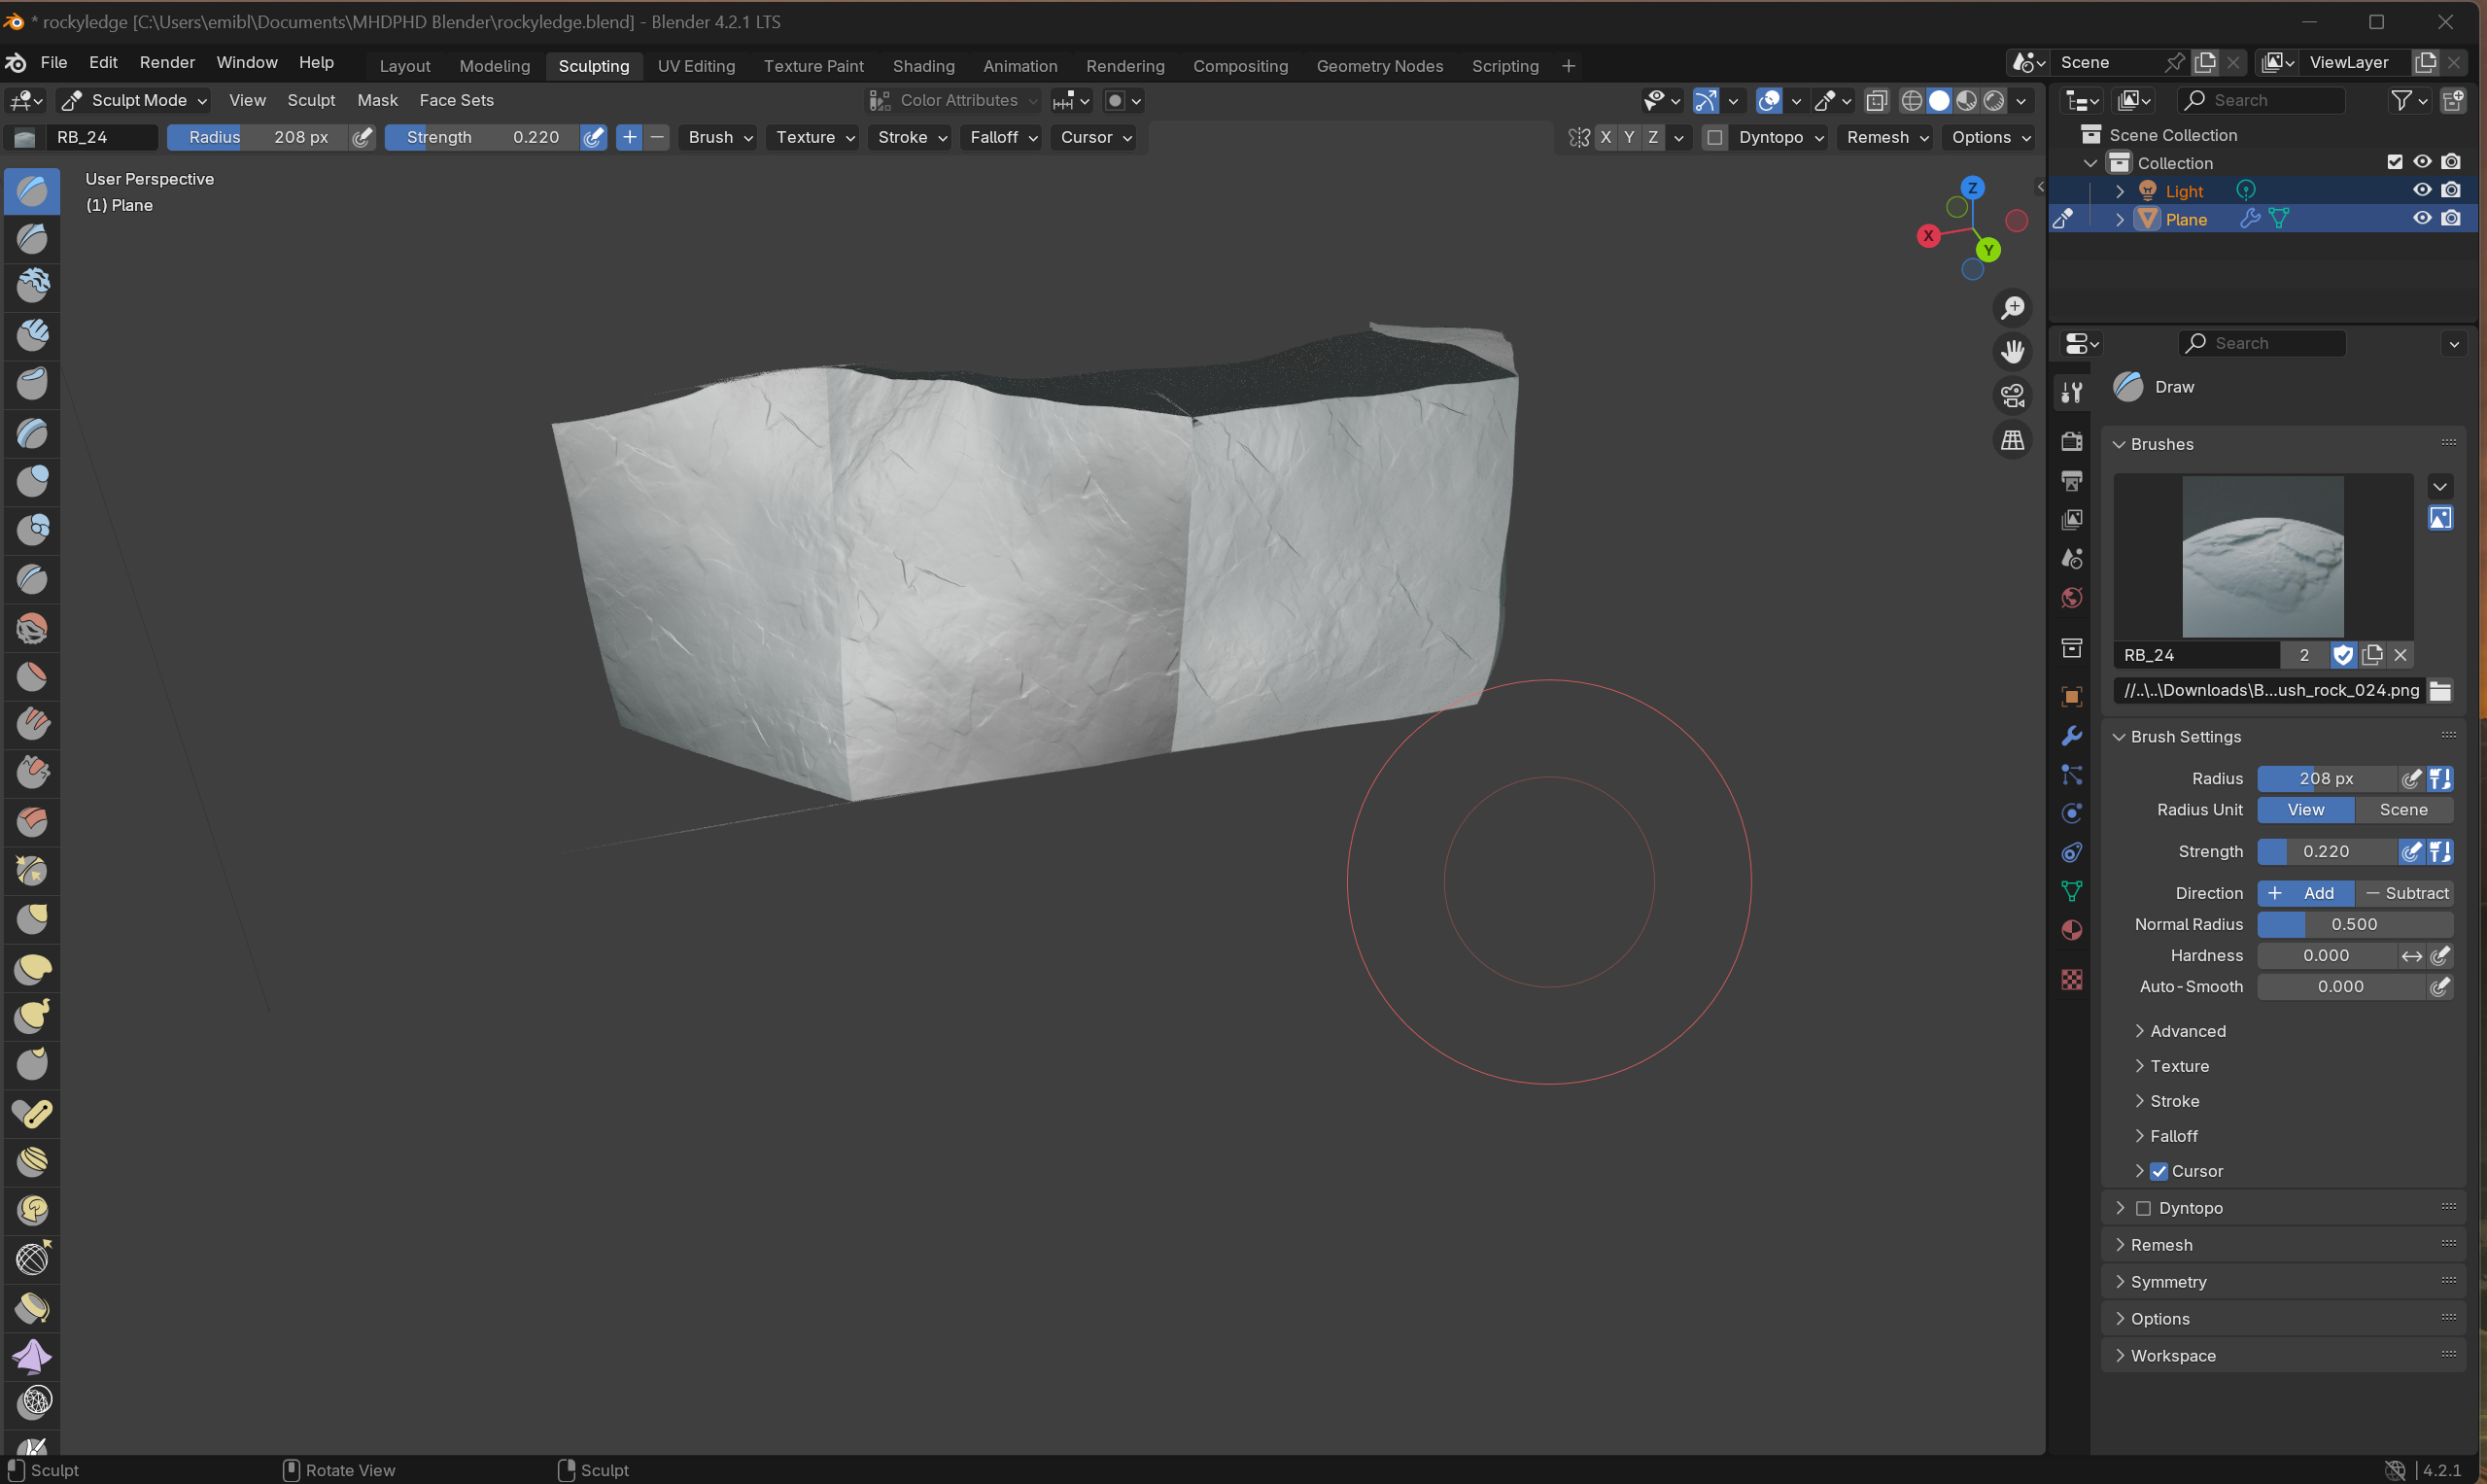 * rockyledge [C:\Users\emibl\Documents\MHDPHD Blender\rockyledge.blend] - Blender 4.2.1 LTS
File Edit Render Window Help Layout Modeling Sculpting UV Editing Texture Paint Shading Animation Rendering Compositing Geometry Nodes Scripting + Scene ViewLayer
Sculpt Mode View Sculpt Mask Face Sets Color Attributes Search
RB_24 Radius 208 px Strength 0.220 + − Brush Texture Stroke Falloff Cursor X Y Z Dyntopo Remesh Options
Scene Collection
Collection
Light
Plane
User Perspective
(1) Plane
Z
X
Y
Search
Draw
Brushes
RB_24 2
//..\..\Downloads\B...ush_rock_024.png
Brush Settings
Radius 208 px
Radius Unit View Scene
Strength 0.220
Direction + Add − Subtract
Normal Radius 0.500
Hardness 0.000
Auto-Smooth 0.000
Advanced
Texture
Stroke
Falloff
Cursor
Dyntopo
Remesh
Symmetry
Options
Workspace
Sculpt Rotate View Sculpt 4.2.1